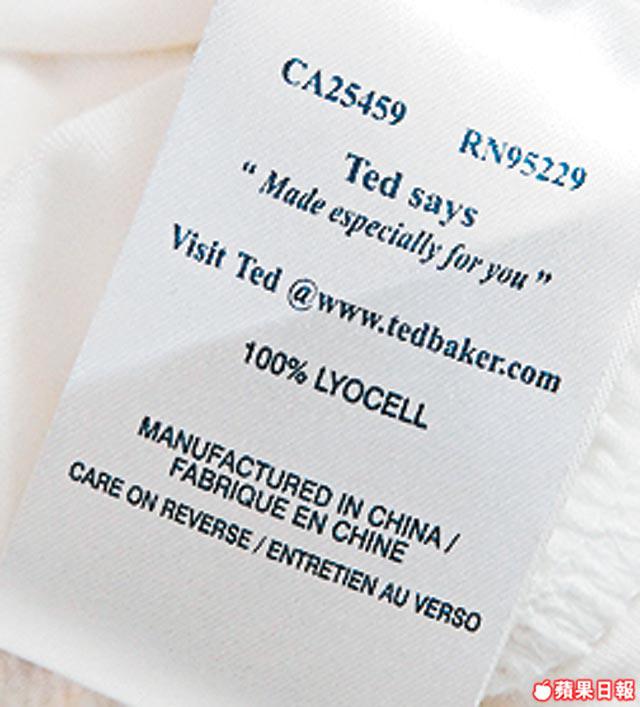 CA25459 RN95229
Ted says
“ Made especially for you ”
Visit Ted @www.tedbaker.com
100% LYOCELL
MANUFACTURED IN CHINA /
FABRIQUE EN CHINE
CARE ON REVERSE / ENTRETIEN AU VERSO
蘋果日報